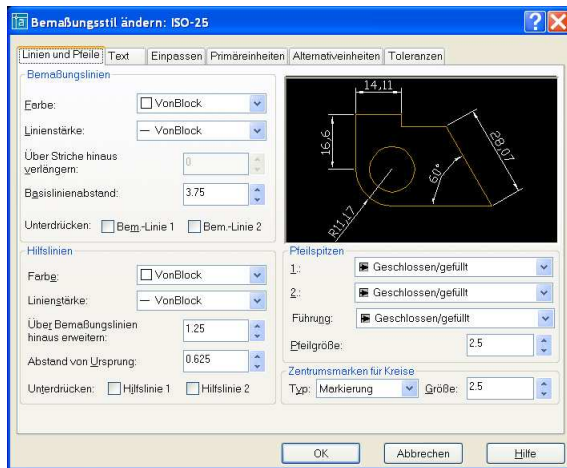 Bemaßungsstil ändern: ISO-25
Linien und Pfeile Text Einpassen Primäreinheiten Alternativeinheiten Toleranzen
Bemaßungslinien
Farbe: VonBlock
Linienstärke: VonBlock
Über Striche hinaus
verlängern: 0
Basislinienabstand: 3.75
Unterdrücken: Bem.-Linie 1 Bem.-Linie 2
14,11
16,6
28,07
60°
R11,17
Hilfslinien
Farbe: VonBlock
Linienstärke: VonBlock
Über Bemaßungslinien
hinaus erweitern: 1.25
Abstand von Ursprung: 0.625
Unterdrücken: Hilfslinie 1 Hilfslinie 2
Pfeilspitzen
1.: Geschlossen/gefüllt
2.: Geschlossen/gefüllt
Führung: Geschlossen/gefüllt
Pfeilgröße: 2.5
Zentrumsmarken für Kreise
Typ: Markierung Größe: 2.5
OK Abbrechen Hilfe